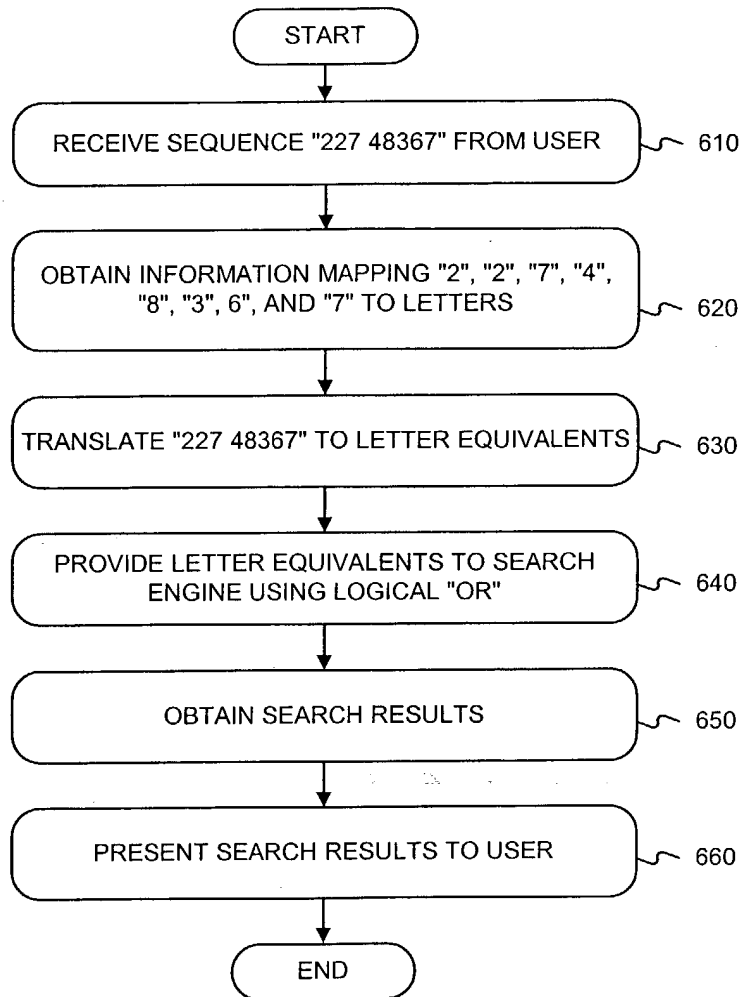 START
RECEIVE SEQUENCE "227 48367" FROM USER
610
OBTAIN INFORMATION MAPPING "2", "2", "7", "4",
"8", "3", 6", AND "7" TO LETTERS
620
TRANSLATE "227 48367" TO LETTER EQUIVALENTS
630
PROVIDE LETTER EQUIVALENTS TO SEARCH
ENGINE USING LOGICAL "OR"
640
OBTAIN SEARCH RESULTS
650
PRESENT SEARCH RESULTS TO USER
660
END